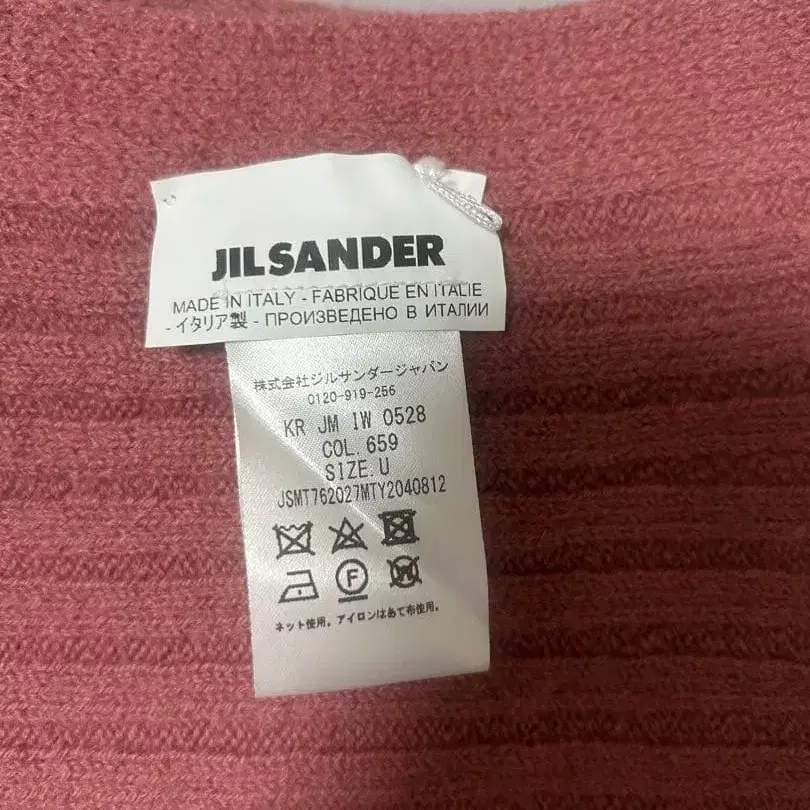 JIL SANDER
MADE IN ITALY - FABRIQUE EN ITALIE
- イタリア製 - ПРОИЗВЕДЕНО В ИТАЛИИ
株式会社ジルサンダージャパン
0120-919-256
KR JM IW 0528
COL. 659
SIZE. U
JSMT762027MTY2040812
F W
ネット使用。アイロンはあて布使用。